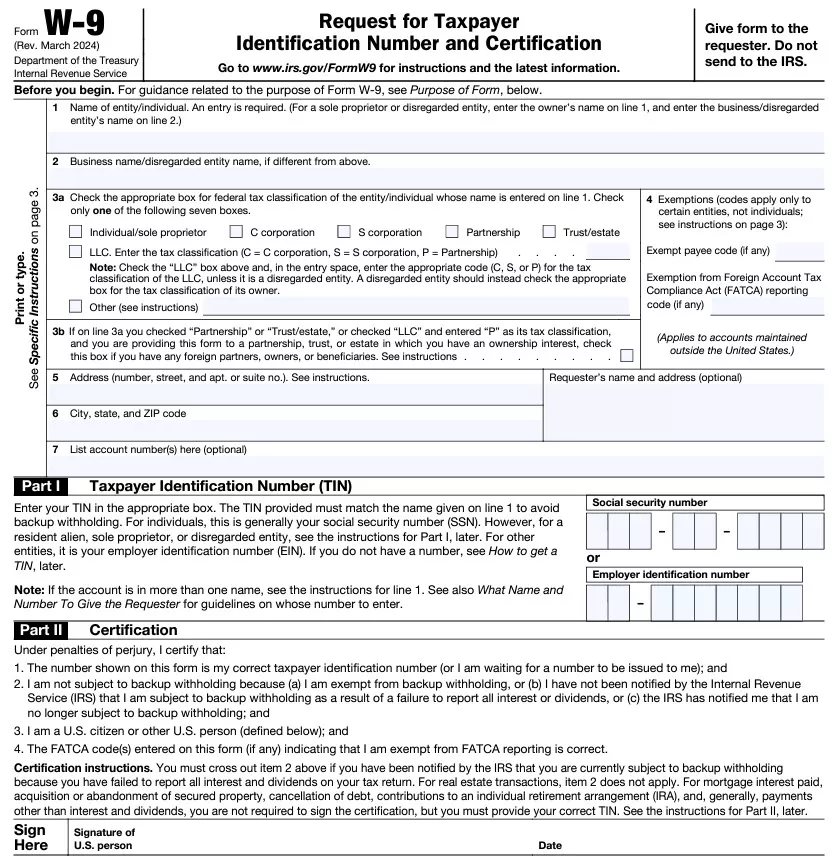 Form W-9
(Rev. March 2024)
Department of the Treasury
Internal Revenue Service
Request for Taxpayer
Identification Number and Certification
Go to www.irs.gov/FormW9 for instructions and the latest information.
Give form to the
requester. Do not
send to the IRS.
Before you begin. For guidance related to the purpose of Form W-9, see Purpose of Form, below.
Print or type.
See Specific Instructions on page 3.
1 Name of entity/individual. An entry is required. (For a sole proprietor or disregarded entity, enter the owner's name on line 1, and enter the business/disregarded
entity's name on line 2.)
2 Business name/disregarded entity name, if different from above.
3a Check the appropriate box for federal tax classification of the entity/individual whose name is entered on line 1. Check
only one of the following seven boxes.
Individual/sole proprietor C corporation S corporation Partnership Trust/estate
LLC. Enter the tax classification (C = C corporation, S = S corporation, P = Partnership) . . . .
Note: Check the “LLC” box above and, in the entry space, enter the appropriate code (C, S, or P) for the tax
classification of the LLC, unless it is a disregarded entity. A disregarded entity should instead check the appropriate
box for the tax classification of its owner.
Other (see instructions)
3b If on line 3a you checked “Partnership” or “Trust/estate,” or checked “LLC” and entered “P” as its tax classification,
and you are providing this form to a partnership, trust, or estate in which you have an ownership interest, check
this box if you have any foreign partners, owners, or beneficiaries. See instructions . . . . . . . . .
4 Exemptions (codes apply only to
certain entities, not individuals;
see instructions on page 3):
Exempt payee code (if any)
Exemption from Foreign Account Tax
Compliance Act (FATCA) reporting
code (if any)
(Applies to accounts maintained
outside the United States.)
5 Address (number, street, and apt. or suite no.). See instructions.
6 City, state, and ZIP code
Requester's name and address (optional)
7 List account number(s) here (optional)
Part I Taxpayer Identification Number (TIN)
Enter your TIN in the appropriate box. The TIN provided must match the name given on line 1 to avoid
backup withholding. For individuals, this is generally your social security number (SSN). However, for a
resident alien, sole proprietor, or disregarded entity, see the instructions for Part I, later. For other
entities, it is your employer identification number (EIN). If you do not have a number, see How to get a
TIN, later.
Note: If the account is in more than one name, see the instructions for line 1. See also What Name and
Number To Give the Requester for guidelines on whose number to enter.
Social security number
– –
or
Employer identification number
–
Part II Certification
Under penalties of perjury, I certify that:
1. The number shown on this form is my correct taxpayer identification number (or I am waiting for a number to be issued to me); and
2. I am not subject to backup withholding because (a) I am exempt from backup withholding, or (b) I have not been notified by the Internal Revenue
Service (IRS) that I am subject to backup withholding as a result of a failure to report all interest or dividends, or (c) the IRS has notified me that I am
no longer subject to backup withholding; and
3. I am a U.S. citizen or other U.S. person (defined below); and
4. The FATCA code(s) entered on this form (if any) indicating that I am exempt from FATCA reporting is correct.
Certification instructions. You must cross out item 2 above if you have been notified by the IRS that you are currently subject to backup withholding
because you have failed to report all interest and dividends on your tax return. For real estate transactions, item 2 does not apply. For mortgage interest paid,
acquisition or abandonment of secured property, cancellation of debt, contributions to an individual retirement arrangement (IRA), and, generally, payments
other than interest and dividends, you are not required to sign the certification, but you must provide your correct TIN. See the instructions for Part II, later.
Sign
Here
Signature of
U.S. person
Date